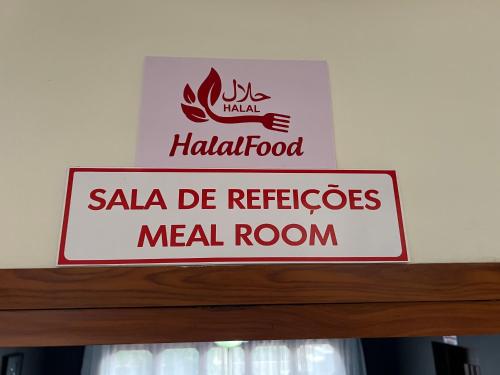 حلال
HALAL
HalalFood
SALA DE REFEIÇÕES
MEAL ROOM